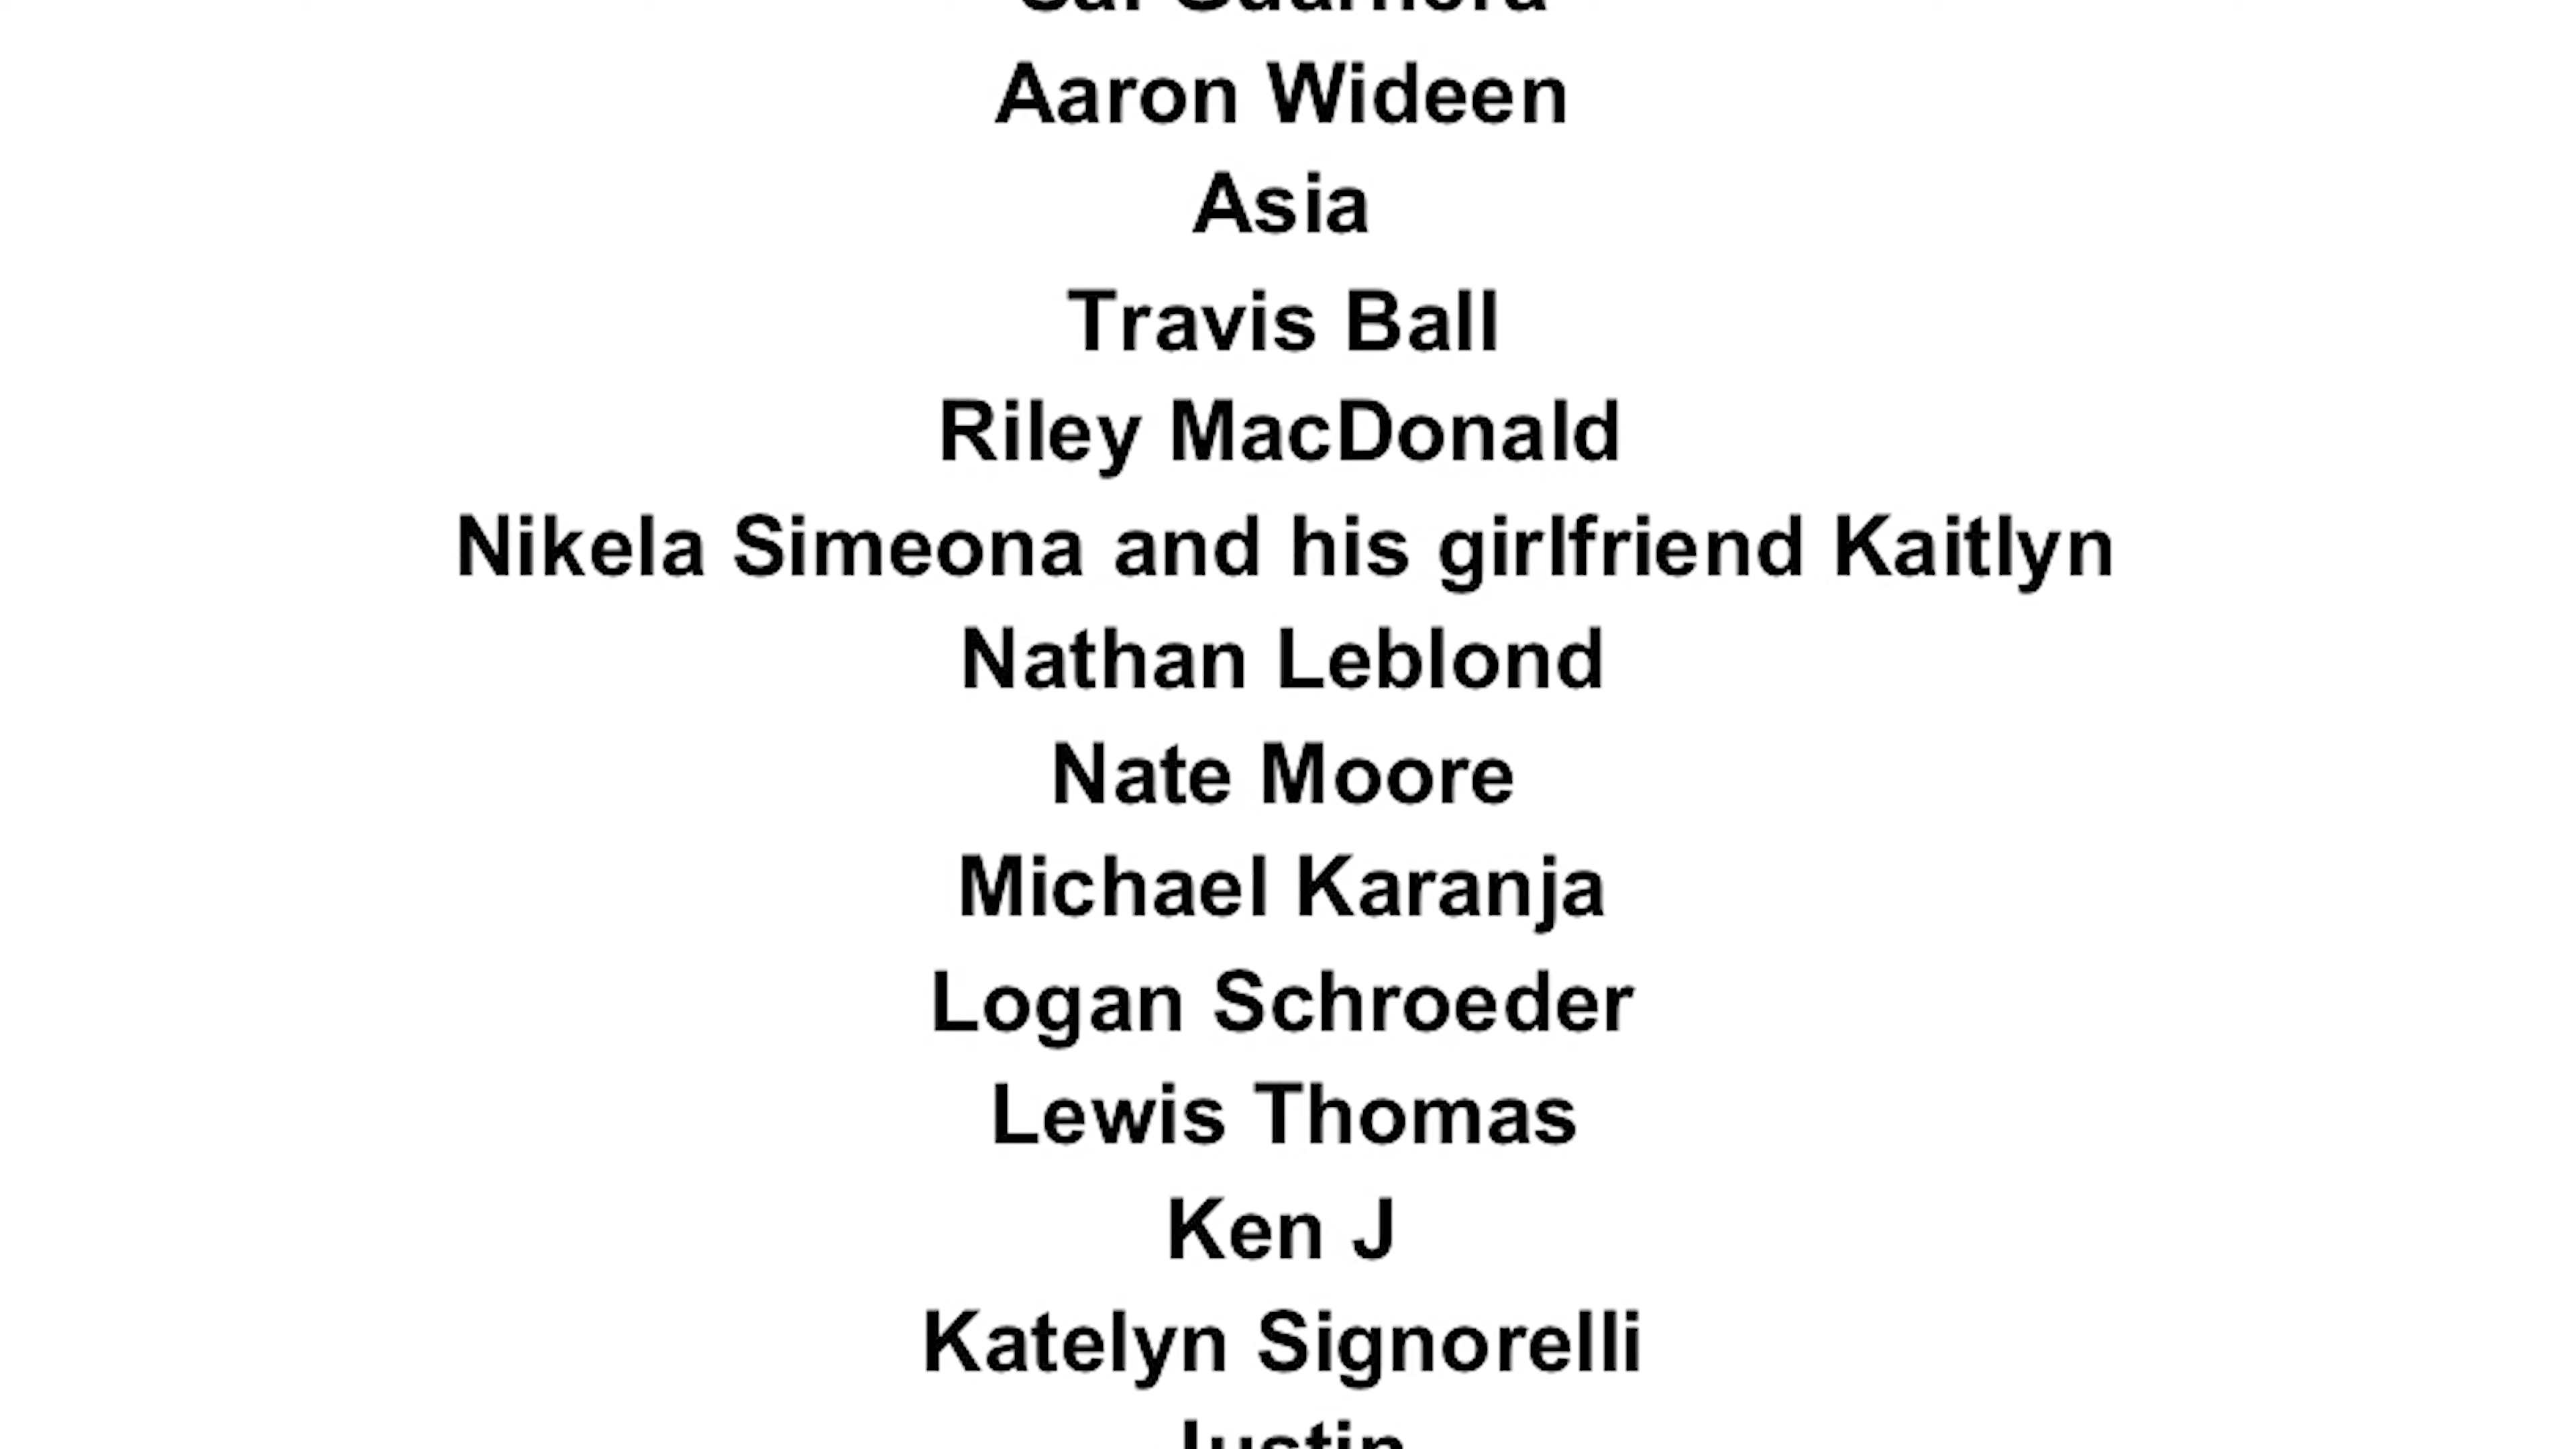 Aaron Wideen
Asia
Travis Ball
Riley MacDonald
Nikela Simeona and his girlfriend Kaitlyn
Nathan Leblond
Nate Moore
Michael Karanja
Logan Schroeder
Lewis Thomas
Ken J
Katelyn Signorelli
Justin